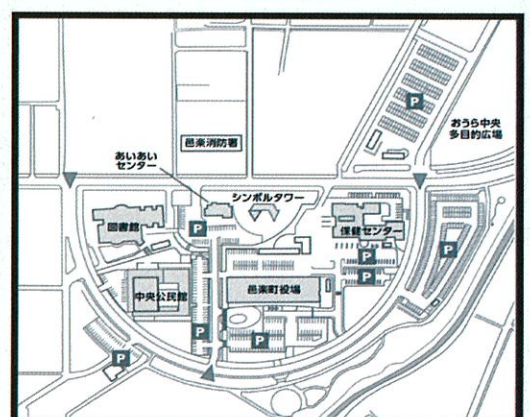 P
おうら中央
多目的広場
邑楽消防署
あいあい
センター
シンボルタワー
図書館
P
保健センター
P
P
P
中央公民館
邑楽町役場
P
P
P